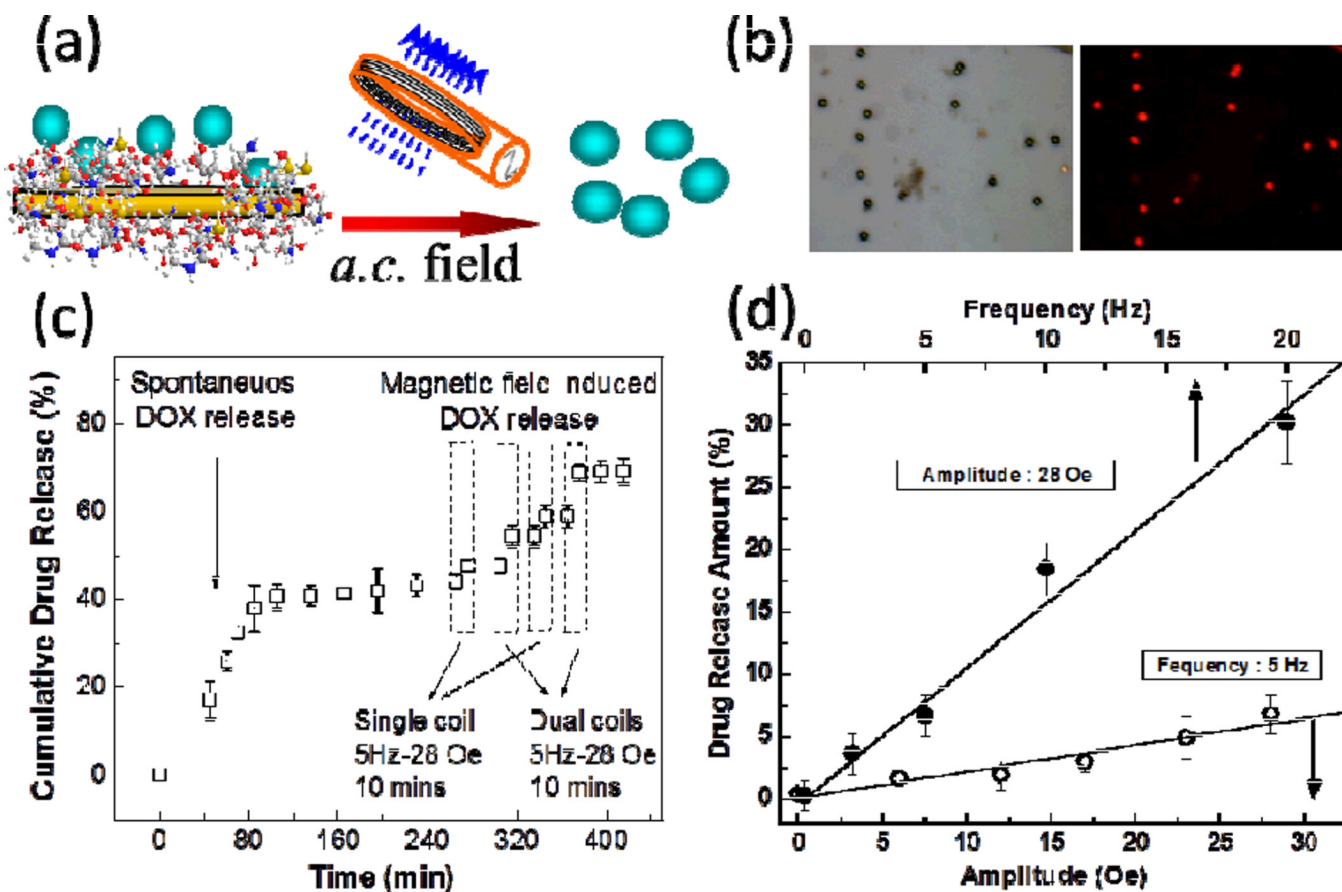 (a)
a.c. field
(b)
(c)
Cumulative Drug Release (%)
80
60
40
20
0
Spontaneuos
DOX release
Magnetic field nduced
DOX release
Single coil
5Hz-28 Oe
10 mins
Dual coils
5Hz-28 Oe
10 mins
0 80 160 240 320 400
Time (min)
(d)
Frequency (Hz)
0 5 10 15 20
Drug Release Amount (%)
35
30
25
20
15
10
5
0
Amplitude : 28 Oe
Fequency : 5 Hz
0 5 10 15 20 25 30
Amplitude (Oe)